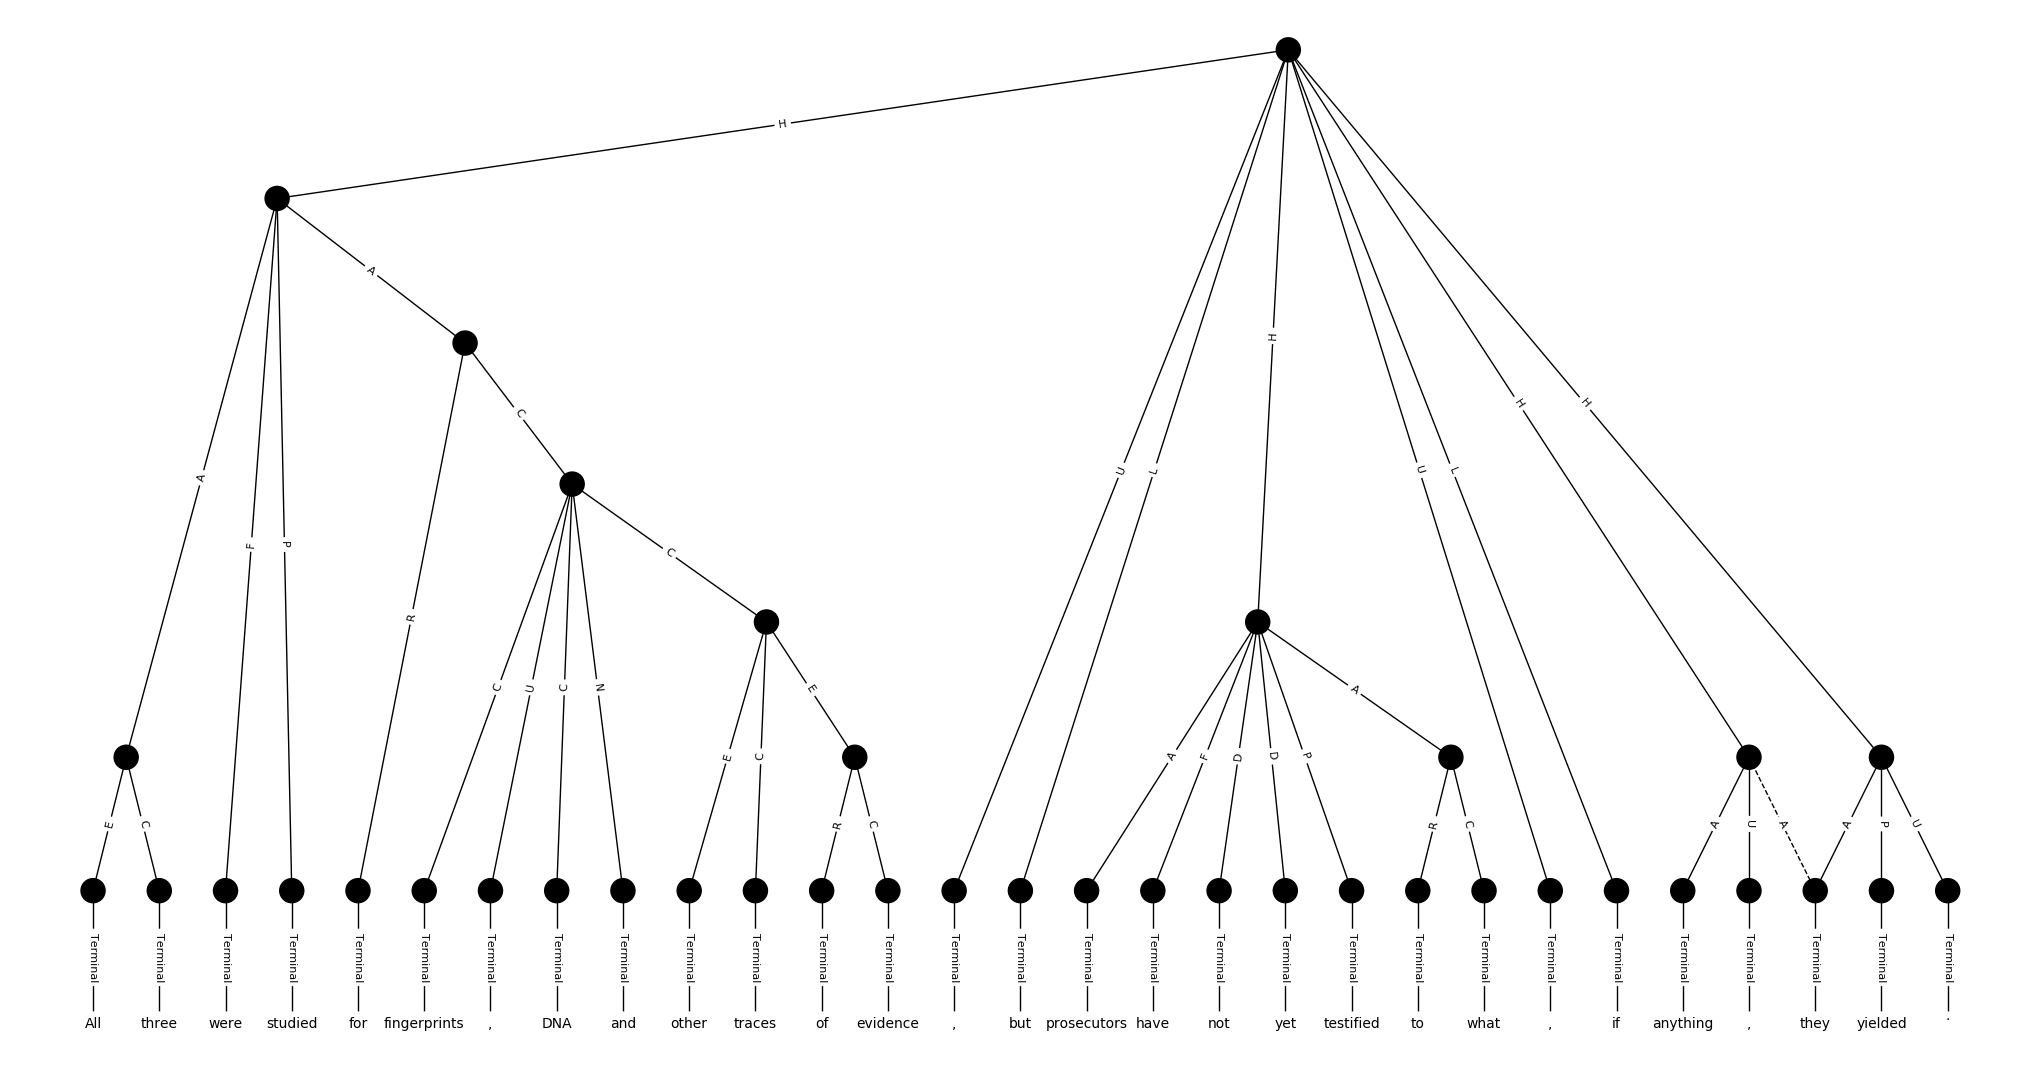 H
A
C
A
H
H
H
U
L
U
L
F
P
C
R
C
U
C
N
E
A
E
C
A
F
D
D
P
E
C
R
C
R
C
A
U
A
A
P
U
Terminal Terminal Terminal Terminal Terminal Terminal Terminal Terminal Terminal Terminal Terminal Terminal Terminal Terminal Terminal Terminal Terminal Terminal Terminal Terminal Terminal Terminal Terminal Terminal Terminal Terminal Terminal Terminal Terminal
All three were studied for fingerprints , DNA and other traces of evidence , but prosecutors have not yet testified to what , if anything , they yielded .